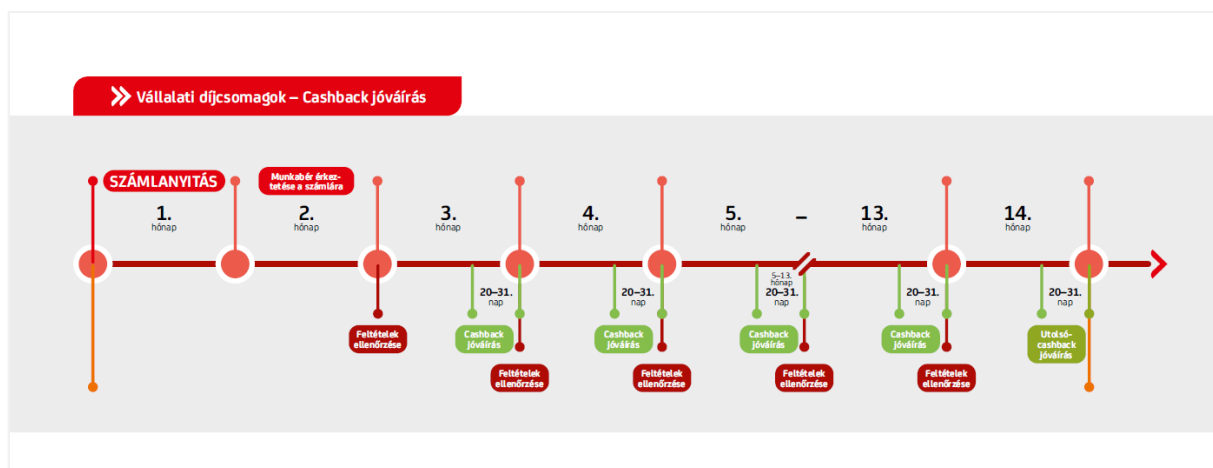 Vállalati díjcsomagok – Cashback jóváírás
SZÁMLANYITÁS
Munkabér érkez-
tetése a számlára
1.
hónap
2.
hónap
3.
hónap
4.
hónap
5.
hónap
–
13.
hónap
14.
hónap
Feltételek
ellenőrzése
20–31.
nap
Cashback
jóváírás
Feltételek
ellenőrzése
20–31.
nap
Cashback
jóváírás
Feltételek
ellenőrzése
5–13.
hónap
20–31.
nap
Cashback
jóváírás
Feltételek
ellenőrzése
20–31.
nap
Cashback
jóváírás
Feltételek
ellenőrzése
20–31.
nap
Utolsó-
cashback
jóváírás